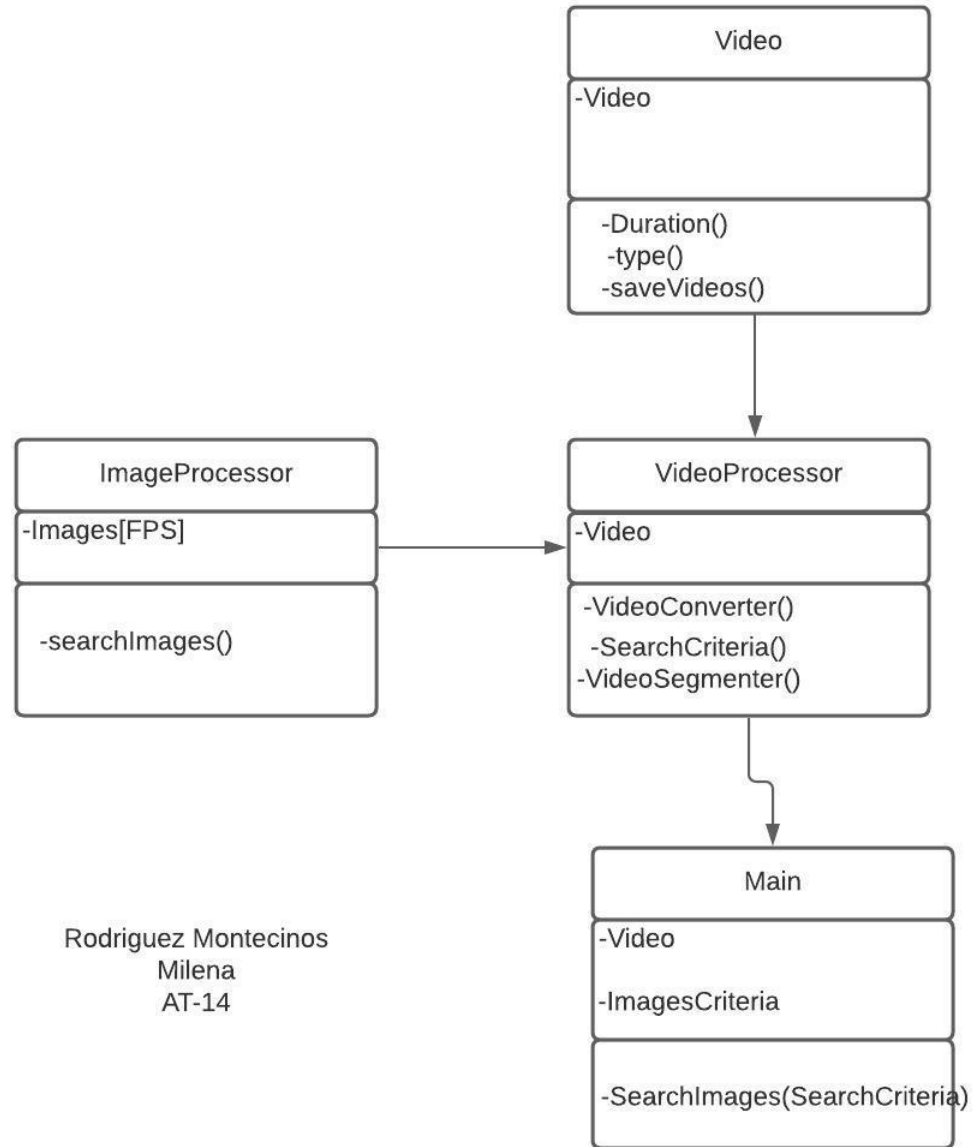 Video
-Video
-Duration()
-type()
-saveVideos()
ImageProcessor
-Images[FPS]
-searchImages()
VideoProcessor
-Video
-VideoConverter()
-SearchCriteria()
-VideoSegmenter()
Main
-Video
-ImagesCriteria
-SearchImages(SearchCriteria)
Rodriguez Montecinos
Milena
AT-14